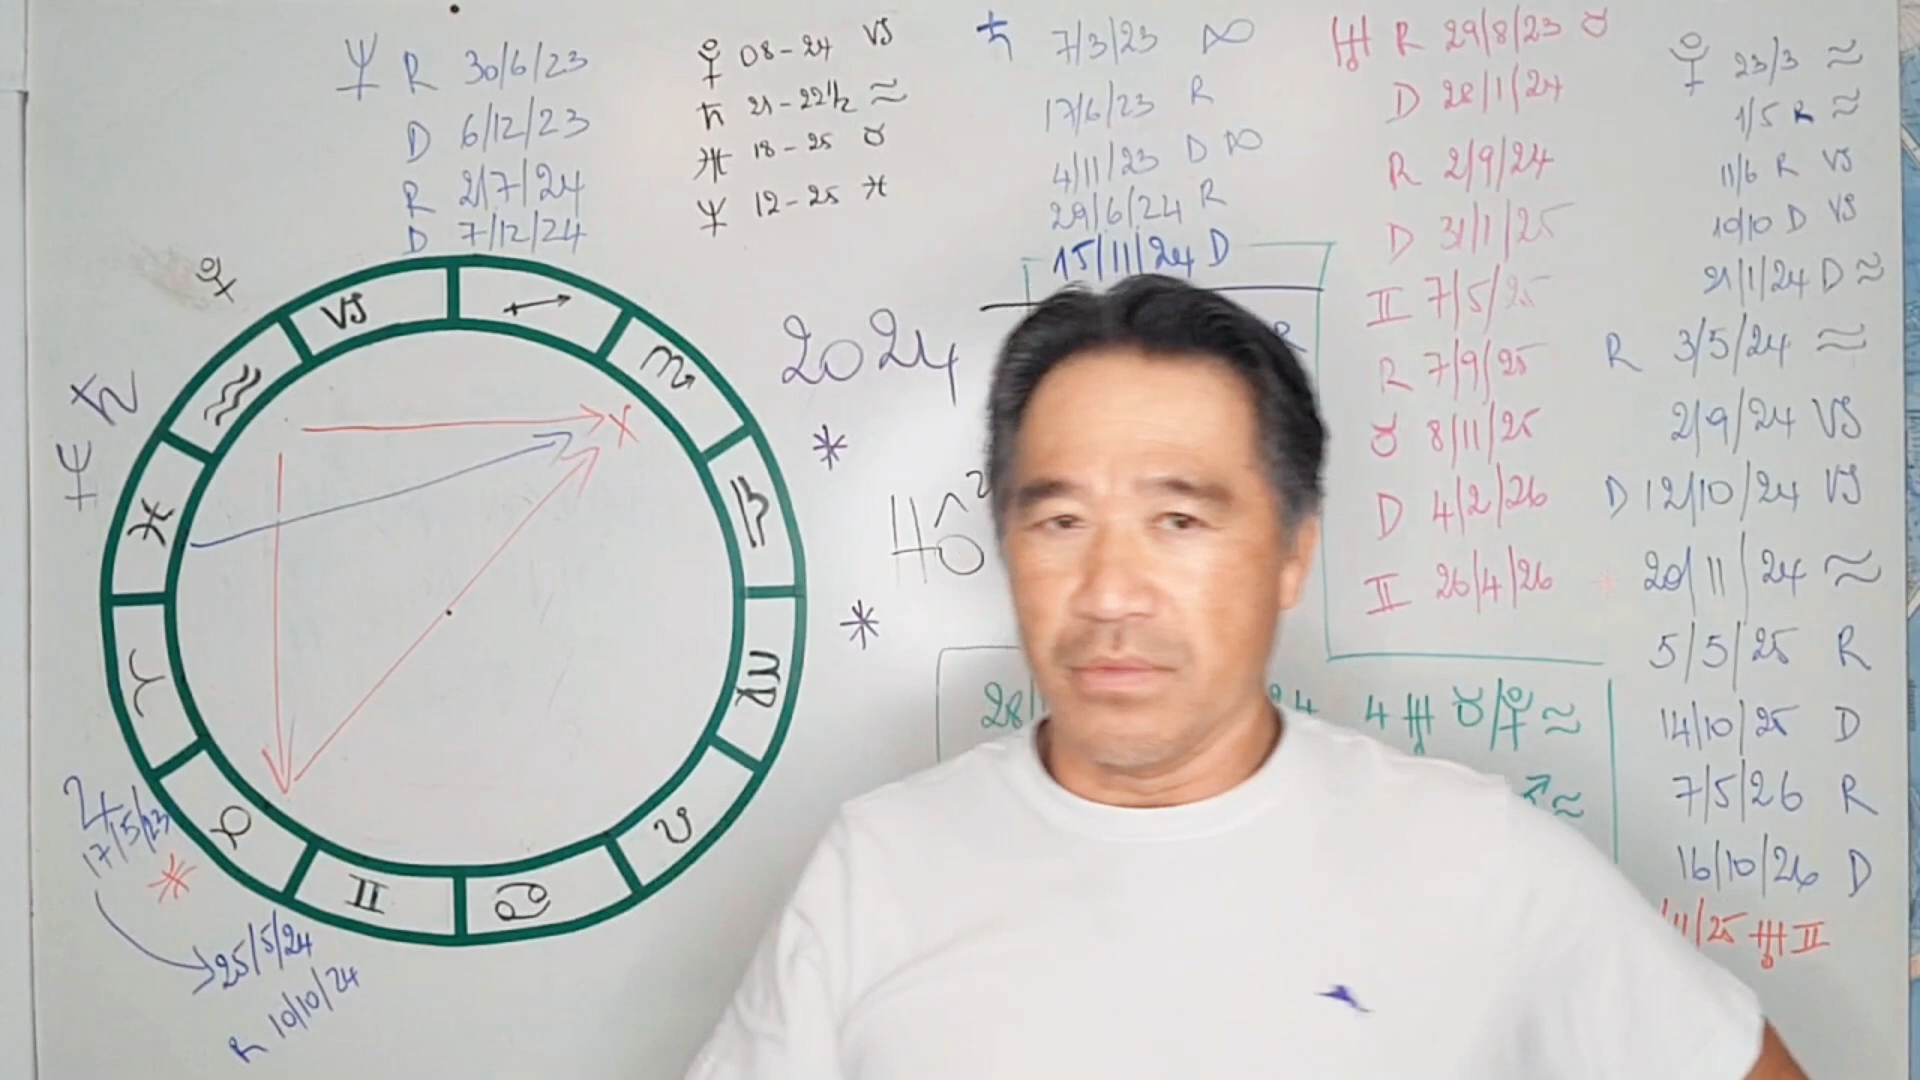 ♆ R 30/6/23
D 6/12/23
R 2/7/24
D 7/12/24
♇ 08-24 ♑
♄ 21-22½ ♒
♅ 18-25 ♉
♆ 12-25 ♓
♄ 7/3/23 ♓
17/6/23 R
4/11/23 D ♓
29/6/24 R
15/11/24 D
R
♅ R 29/8/23 ♉
D 28/1/24
R 2/9/24
D 31/1/25
♊ 7/5/25
R 7/9/25
♉ 8/11/25
D 4/2/26
♊ 26/4/26
♇ 23/3 ♒
1/5 R ♒
11/6 R ♑
10/10 D ♑
21/1/24 D ♒
R 3/5/24 ♒
2/9/24 ♑
D 12/10/24 ♑
20/11/24 ♒
5/5/25 R
14/10/25 D
7/5/26 R
16/10/26 D
/11/25 ♅ ♊
2024
*
Hô
*
28/
24 4 ♅ ♉/♇ ♒
♂ ♒
♇
♄
♆
♑
♐
♏
♎
♍
♌
♋
♊
♉
♈
♓
♒
X
♃
17/5/23
25/5/24
R 10/10/24